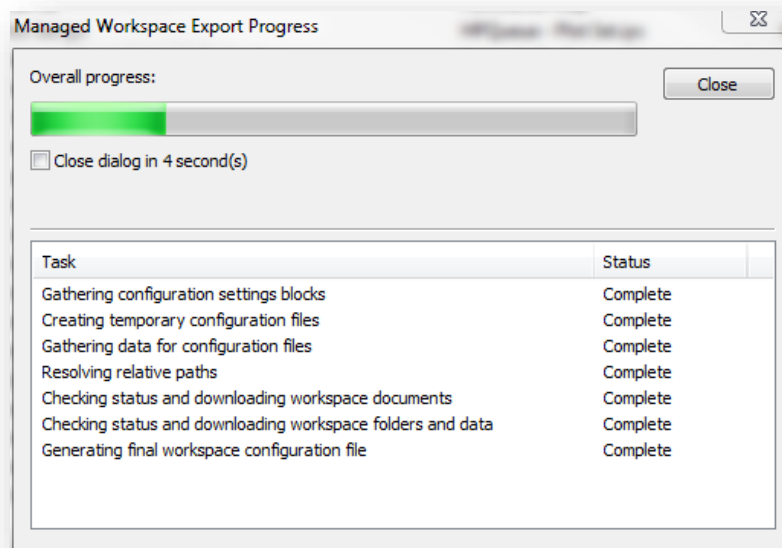 Managed Workspace Export Progress
Overall progress:
Close
Close dialog in 4 second(s)
Task Status
Gathering configuration settings blocks Complete
Creating temporary configuration files Complete
Gathering data for configuration files Complete
Resolving relative paths Complete
Checking status and downloading workspace documents Complete
Checking status and downloading workspace folders and data Complete
Generating final workspace configuration file Complete